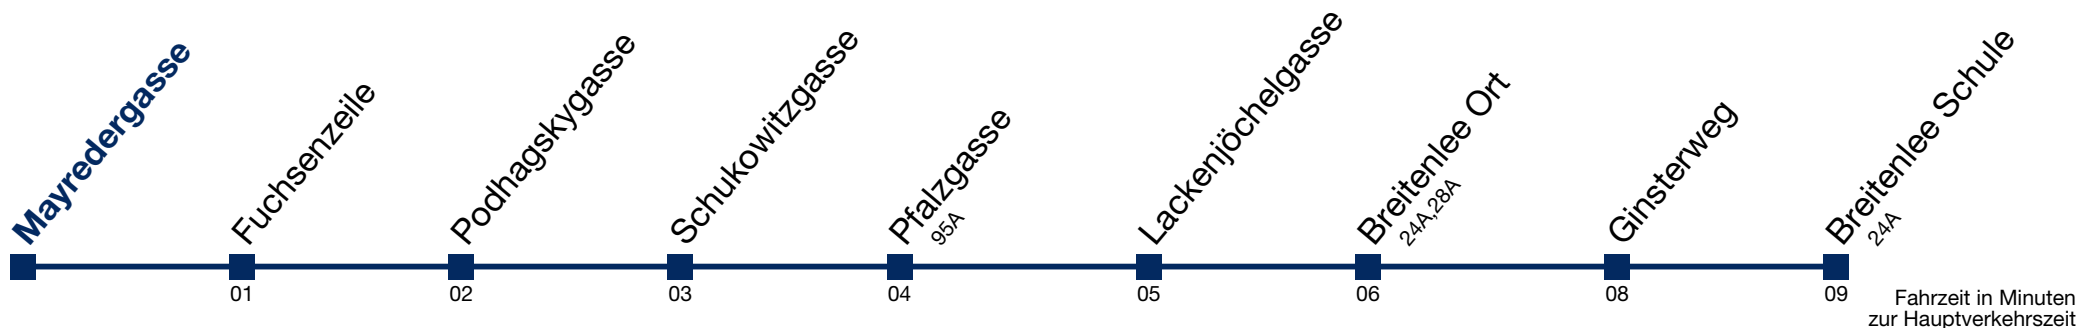 Mayredergasse
Fuchsenzeile
Podhagskygasse
Schukowitzgasse
Pfalzgasse
95A
Lackenjöchelgasse
Breitenlee Ort
24A,28A
Ginsterweg
Breitenlee Schule
24A
01
02
03
04
05
06
08
09
Fahrzeit in Minuten
zur Hauptverkehrszeit